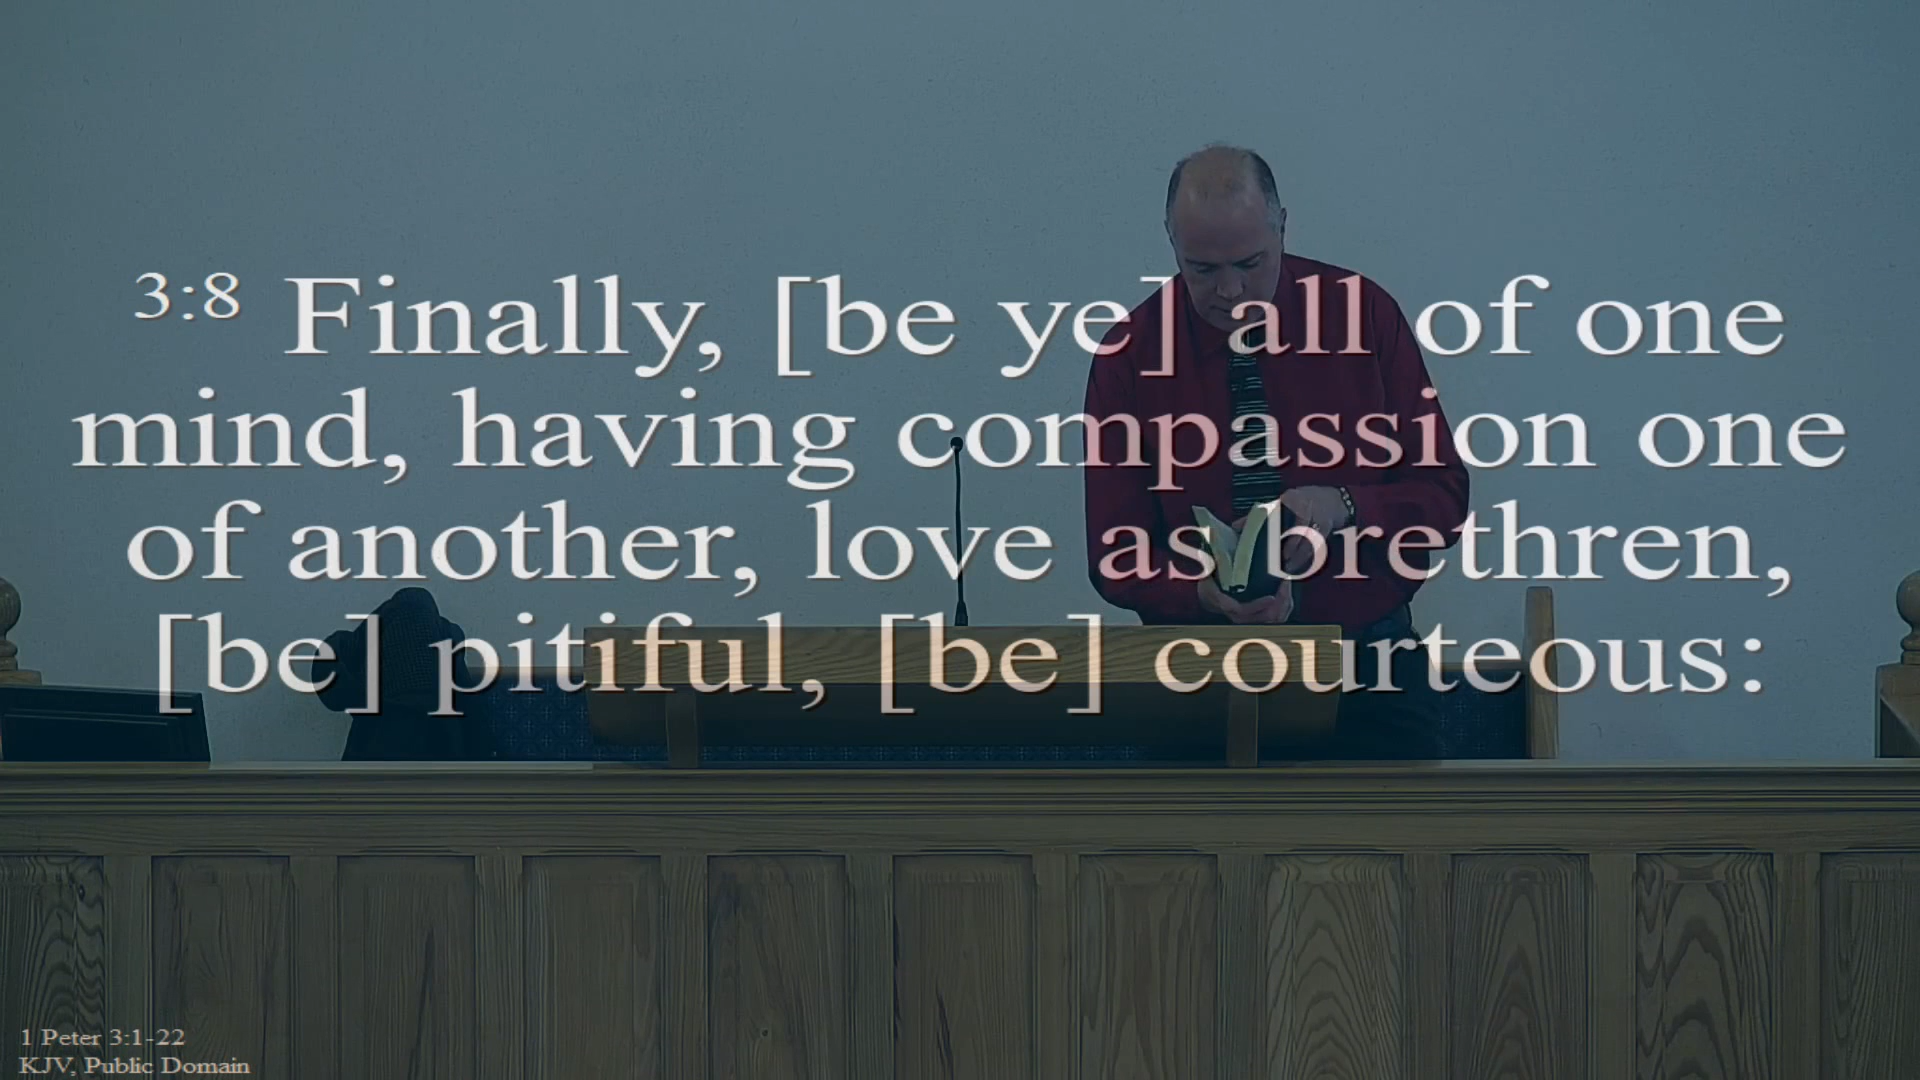 3:8 Finally, [be ye] all of one
mind, having compassion one
of another, love as brethren,
[be] pitiful, [be] courteous:
1 Peter 3:1-22
KJV, Public Domain